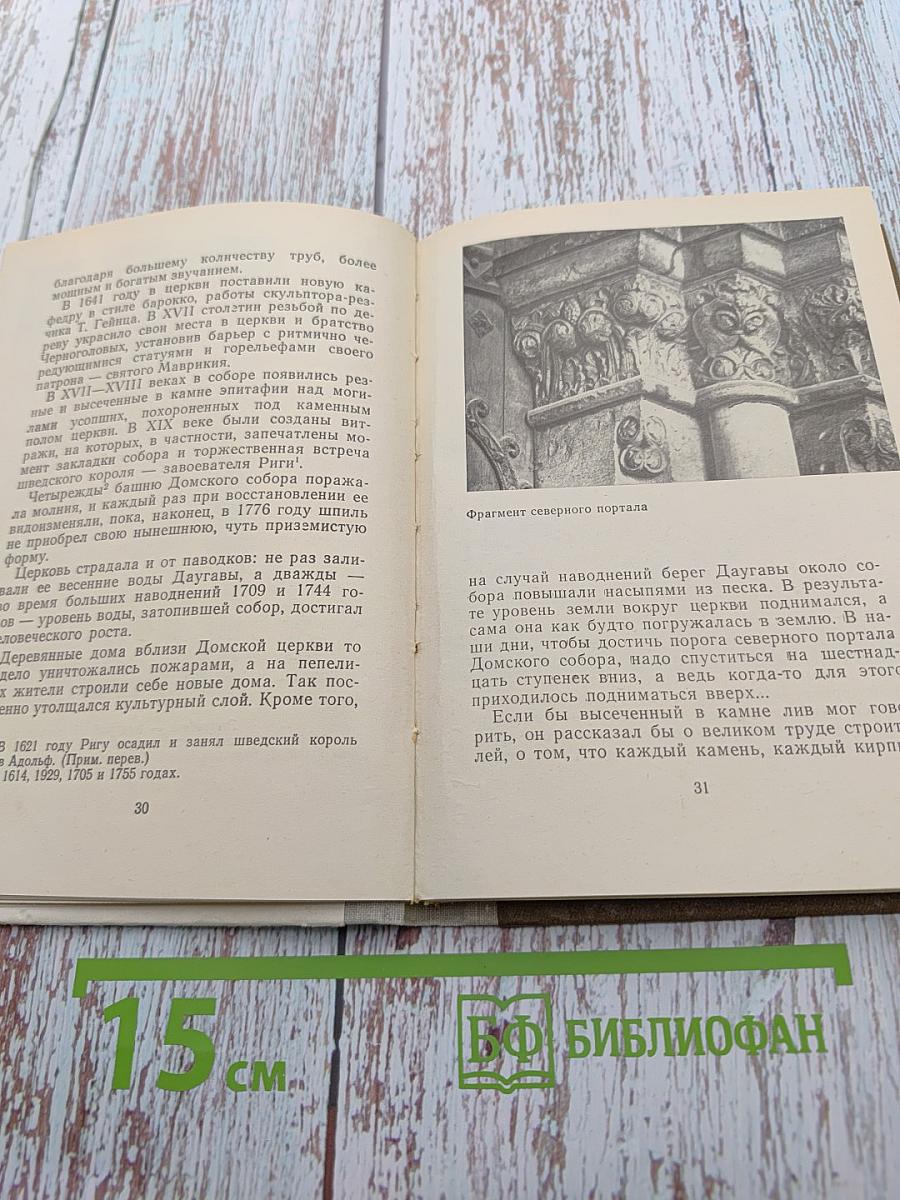 благодаря большему количеству труб, более
мощным и богатым звучанием.
В 1641 году в церкви поставили новую ка-
федру в стиле барокко, работы скульптора-рез-
чика Т. Гейнца. В XVII столэтии резьбой по де-
реву украсило свои места в церкви и братство
Черноголовых, установив барьер с ритмично че-
редующимися статуями и горельефами своего
патрона — святого Маврикия.
В XVII—XVIII веках в соборе появились рез-
ные и высеченные в камне эпитафии над моги-
лами усопших, похороненных под каменным
полом церкви. В XIX веке были созданы вит-
ражи, на которых, в частности, запечатлены мо-
мент закладки собора и торжественная встреча
шведского короля — завоевателя Риги¹.
Четырежды² башню Домского собора поража-
ла молния, и каждый раз при восстановлении ее
видоизменяли, пока, наконец, в 1776 году шпиль
не приобрел свою нынешнюю, чуть приземистую
форму.
Церковь страдала и от паводков: не раз зали-
вали ее весенние воды Даугавы, а дважды —
во время больших наводнений 1709 и 1744 го-
ов — уровень воды, затопившей собор, достигал
еловеческого роста.
Деревянные дома вблизи Домской церкви то
дело уничтожались пожарами, а на пепели-
х жители строили себе новые дома. Так пос-
енно утолщался культурный слой. Кроме того,
В 1621 году Ригу осадил и занял шведский король
в Адольф. (Прим. перев.)
1614, 1929, 1705 и 1755 годах.
30
Фрагмент северного портала
на случай наводнений берег Даугавы около со-
бора повышали насыпями из песка. В результа-
те уровень земли вокруг церкви поднимался, а
сама она как будто погружалась в землю. В на-
ши дни, чтобы достичь порога северного портала
Домского собора, надо спуститься на шестнад-
цать ступенек вниз, а ведь когда-то для этого
приходилось подниматься вверх...
Если бы высеченный в камне лив мог гово
рить, он рассказал бы о великом труде строит
лей, о том, что каждый камень, каждый кирпи
31
15 см
БФ БИБЛИОФАН